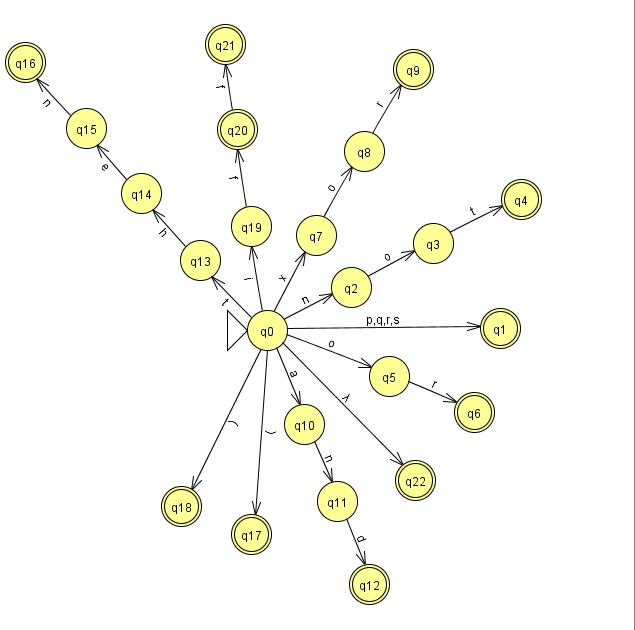 q21
q16
q9
f
n
r
q20
q15
q8
e
f
o
q14
q4
t
h
q19
q7
q3
q13
o
i
x
q2
t
n
q0
p,q,r,s
q1
o
q5
a
r
λ
q6
)
(
q10
n
q22
q11
q18
q17
d
q12